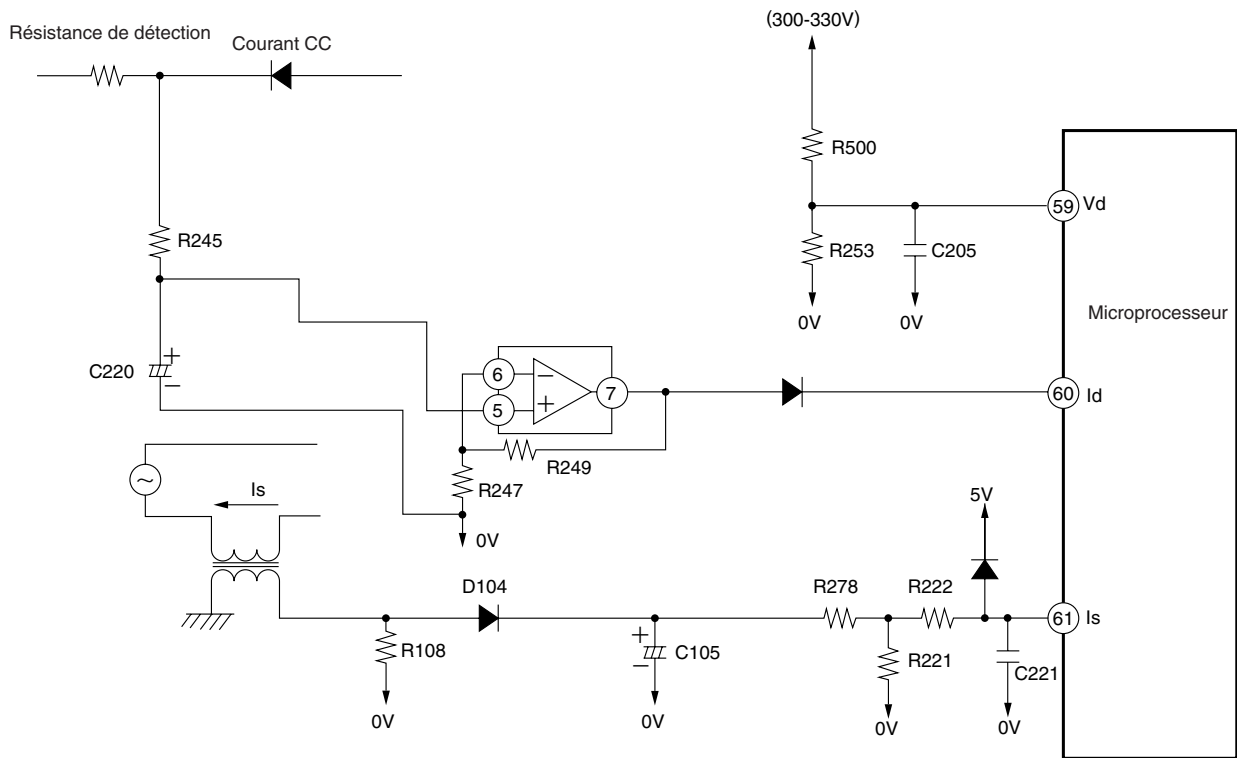 (300-330V)
Résistance de détection
Courant CC
R500
59
Vd
R245
R253
C205
0V
0V
Microprocesseur
C220
+
–
6
–
5
+
7
60
Id
R249
R247
0V
~
Is
5V
D104
R278
R222
61
Is
R108
+
–
C105
R221
C221
0V
0V
0V
0V